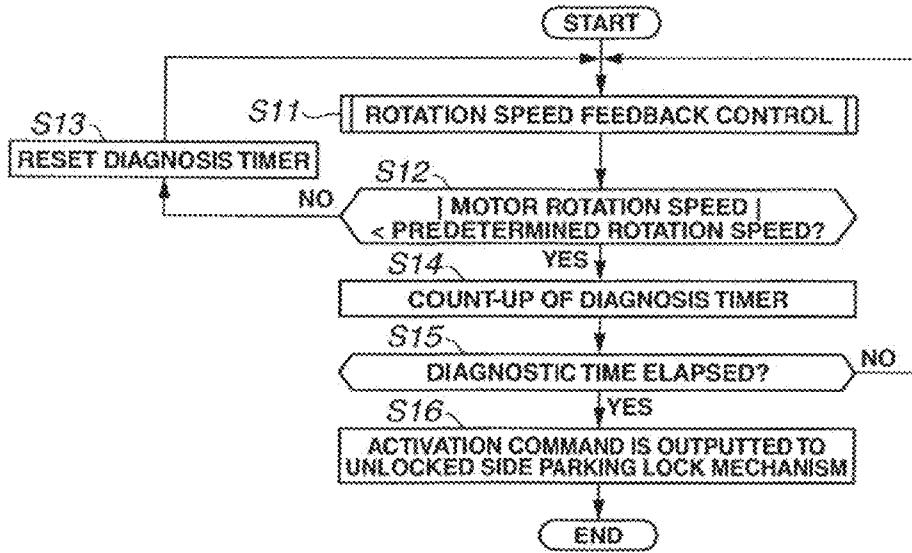 START
S11
ROTATION SPEED FEEDBACK CONTROL
S13
RESET DIAGNOSIS TIMER
S12
NO
| MOTOR ROTATION SPEED |
< PREDETERMINED ROTATION SPEED?
YES
S14
COUNT-UP OF DIAGNOSIS TIMER
S15
DIAGNOSTIC TIME ELAPSED?
NO
YES
S16
ACTIVATION COMMAND IS OUTPUTTED TO
UNLOCKED SIDE PARKING LOCK MECHANISM
END